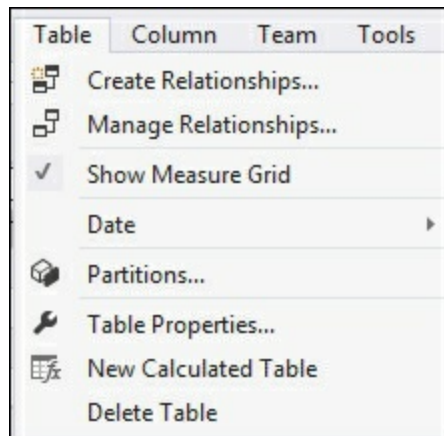 Table Column Team Tools
Create Relationships...
Manage Relationships...
Show Measure Grid
Date
Partitions...
Table Properties...
New Calculated Table
Delete Table